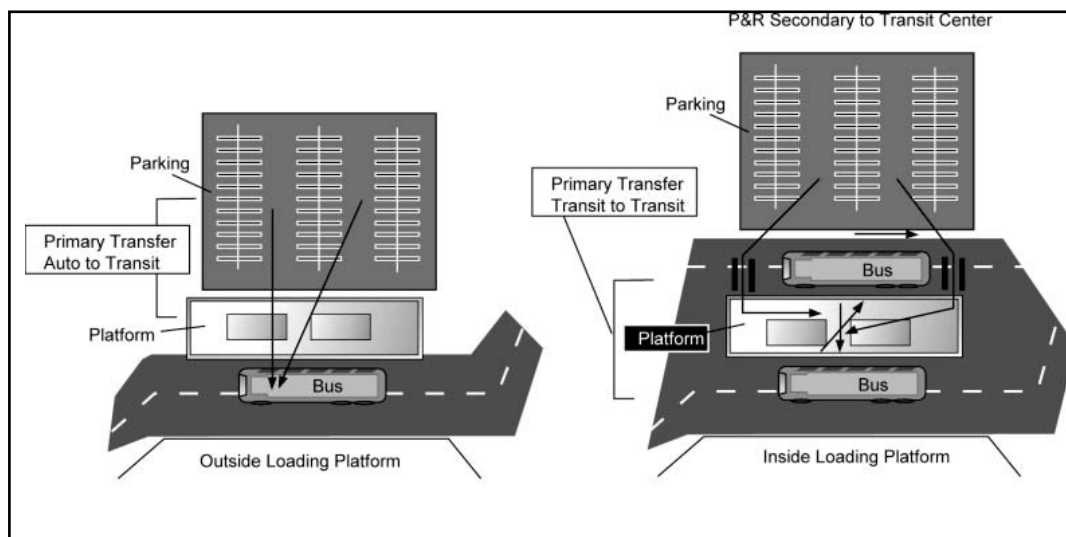 P&R Secondary to Transit Center
Parking
Primary Transfer
Auto to Transit
Platform
Bus
Outside Loading Platform
Parking
Primary Transfer
Transit to Transit
Bus
Platform
Bus
Inside Loading Platform